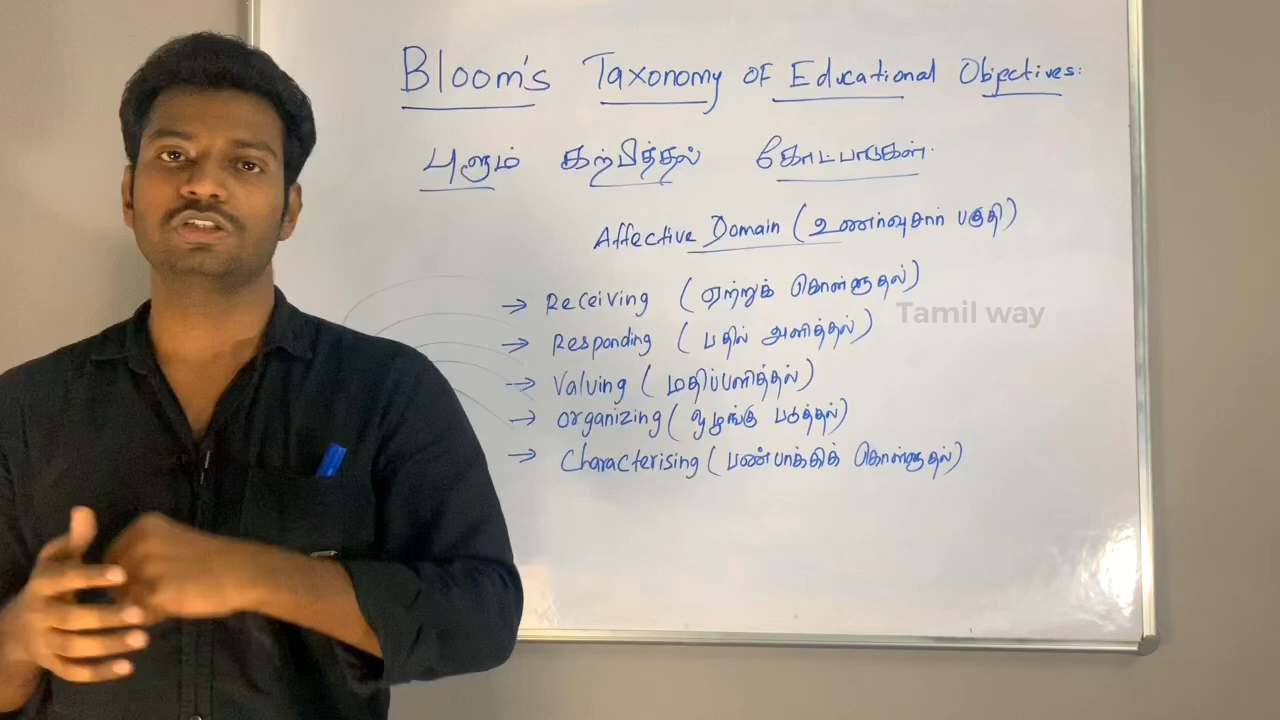 Bloom's Taxonomy OF Educational Objectives:
புளூம் கற்பித்தல் கோட்பாடுகள்.
Affective Domain (உணர்வுசார் பகுதி)
→ Receiving (ஏற்றுக் கொள்ளுதல்)
→ Responding (பதில் அளித்தல்)
Tamil way
→ Valuing (மதிப்பளித்தல்)
→ Organizing (ஒழுங்கு படுத்தல்)
→ Characterising (பண்பாக்கிக் கொள்ளுதல்)